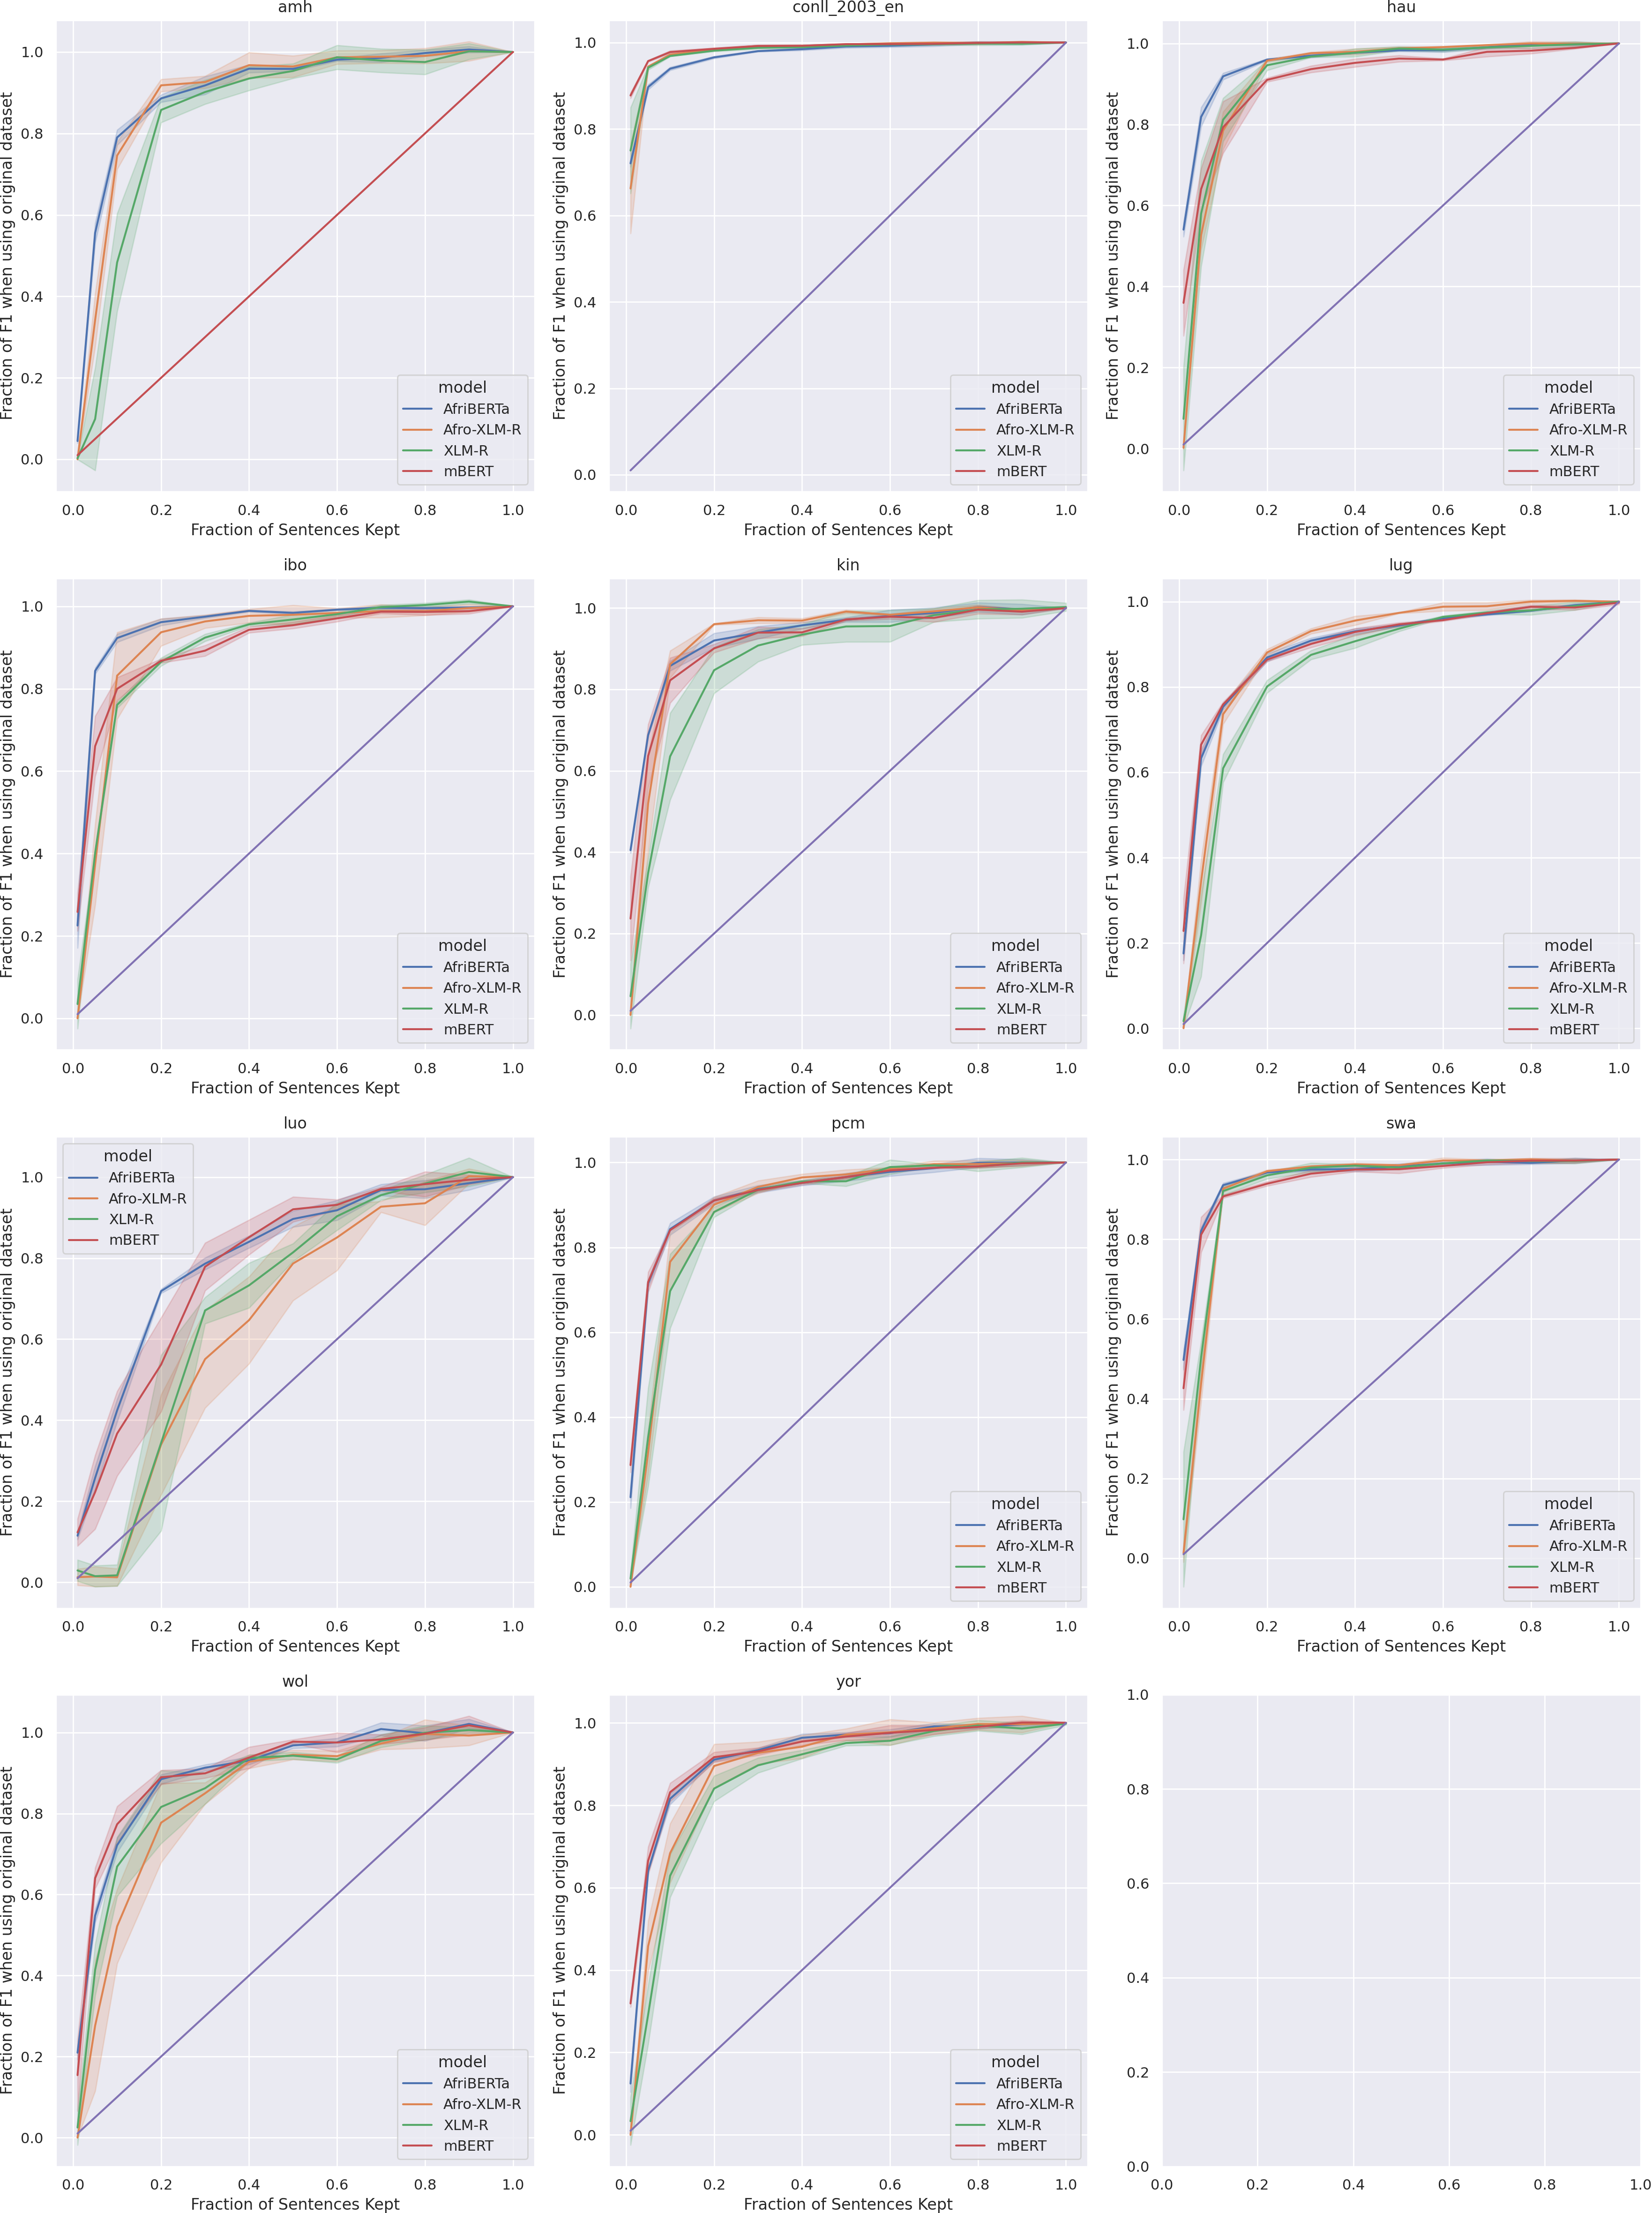 amh
Fraction of F1 when using original dataset
1.0
0.8
0.6
0.4
0.2
0.0
model
AfriBERTa
Afro-XLM-R
XLM-R
mBERT
0.0 0.2 0.4 0.6 0.8 1.0
Fraction of Sentences Kept
conll_2003_en
Fraction of F1 when using original dataset
1.0
0.8
0.6
0.4
0.2
0.0
model
AfriBERTa
Afro-XLM-R
XLM-R
mBERT
0.0 0.2 0.4 0.6 0.8 1.0
Fraction of Sentences Kept
hau
Fraction of F1 when using original dataset
1.0
0.8
0.6
0.4
0.2
0.0
model
AfriBERTa
Afro-XLM-R
XLM-R
mBERT
0.0 0.2 0.4 0.6 0.8 1.0
Fraction of Sentences Kept
ibo
Fraction of F1 when using original dataset
1.0
0.8
0.6
0.4
0.2
0.0
model
AfriBERTa
Afro-XLM-R
XLM-R
mBERT
0.0 0.2 0.4 0.6 0.8 1.0
Fraction of Sentences Kept
kin
Fraction of F1 when using original dataset
1.0
0.8
0.6
0.4
0.2
0.0
model
AfriBERTa
Afro-XLM-R
XLM-R
mBERT
0.0 0.2 0.4 0.6 0.8 1.0
Fraction of Sentences Kept
lug
Fraction of F1 when using original dataset
1.0
0.8
0.6
0.4
0.2
0.0
model
AfriBERTa
Afro-XLM-R
XLM-R
mBERT
0.0 0.2 0.4 0.6 0.8 1.0
Fraction of Sentences Kept
luo
Fraction of F1 when using original dataset
model
AfriBERTa
Afro-XLM-R
XLM-R
mBERT
1.0
0.8
0.6
0.4
0.2
0.0
0.0 0.2 0.4 0.6 0.8 1.0
Fraction of Sentences Kept
pcm
Fraction of F1 when using original dataset
1.0
0.8
0.6
0.4
0.2
0.0
model
AfriBERTa
Afro-XLM-R
XLM-R
mBERT
0.0 0.2 0.4 0.6 0.8 1.0
Fraction of Sentences Kept
swa
Fraction of F1 when using original dataset
1.0
0.8
0.6
0.4
0.2
0.0
model
AfriBERTa
Afro-XLM-R
XLM-R
mBERT
0.0 0.2 0.4 0.6 0.8 1.0
Fraction of Sentences Kept
wol
Fraction of F1 when using original dataset
1.0
0.8
0.6
0.4
0.2
0.0
model
AfriBERTa
Afro-XLM-R
XLM-R
mBERT
0.0 0.2 0.4 0.6 0.8 1.0
Fraction of Sentences Kept
yor
Fraction of F1 when using original dataset
1.0
0.8
0.6
0.4
0.2
0.0
model
AfriBERTa
Afro-XLM-R
XLM-R
mBERT
0.0 0.2 0.4 0.6 0.8 1.0
Fraction of Sentences Kept
1.0
0.8
0.6
0.4
0.2
0.0
0.0 0.2 0.4 0.6 0.8 1.0